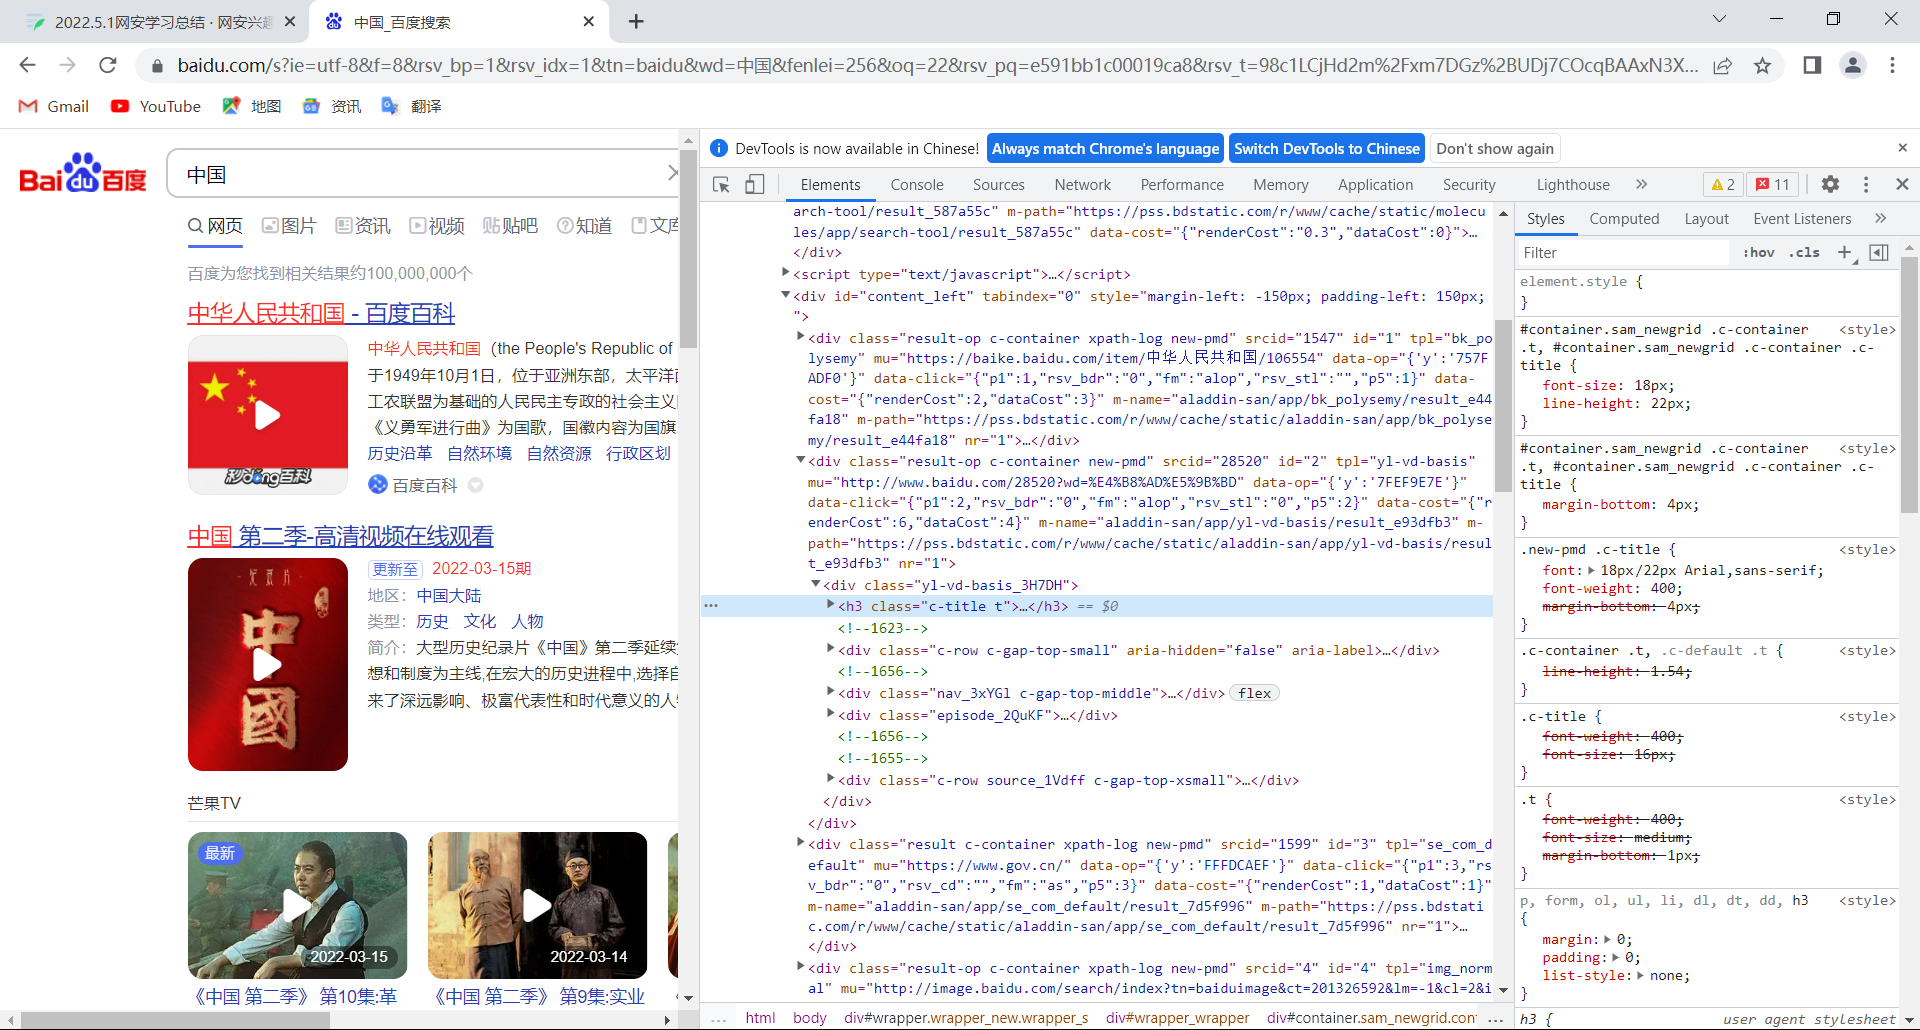 2022.5.1网安学习总结 · 网安兴趣
中国_百度搜索
baidu.com/s?ie=utf-8&f=8&rsv_bp=1&rsv_idx=1&tn=baidu&wd=中国&fenlei=256&oq=22&rsv_pq=e591bb1c00019ca8&rsv_t=98c1LCjHd2m%2Fxm7DGz%2BUDj7COcqBAAxN3X...
Gmail YouTube 地图 资讯 翻译
Bai du 百度
中国
网页 图片 资讯 视频 贴吧 知道 文库
百度为您找到相关结果约100,000,000个
中华人民共和国 - 百度百科
中华人民共和国（the People's Republic of
于1949年10月1日，位于亚洲东部，太平洋西
工农联盟为基础的人民民主专政的社会主义国
《义勇军进行曲》为国歌，国徽内容为国旗
历史沿革 自然环境 自然资源 行政区划
秒dong百科
百度百科
中国 第二季-高清视频在线观看
更新至 2022-03-15期
地区： 中国大陆
类型： 历史 文化 人物
简介： 大型历史纪录片《中国》第二季延续
想和制度为主线,在宏大的历史进程中,选择自
来了深远影响、极富代表性和时代意义的人
中國
芒果TV
最新
2022-03-15
2022-03-14
《中国 第二季》 第10集:革
《中国 第二季》 第9集:实业
DevTools is now available in Chinese!
Always match Chrome's language
Switch DevTools to Chinese
Don't show again
Elements Console Sources Network Performance Memory Application Security Lighthouse
2
11
arch-tool/result_587a55c" m-path="https://pss.bdstatic.com/r/www/cache/static/molecu
les/app/search-tool/result_587a55c" data-cost="{"renderCost":"0.3","dataCost":0}">…
</div>
<script type="text/javascript">…</script>
<div id="content_left" tabindex="0" style="margin-left: -150px; padding-left: 150px;
">
<div class="result-op c-container xpath-log new-pmd" srcid="1547" id="1" tpl="bk_po
lysemy" mu="https://baike.baidu.com/item/中华人民共和国/106554" data-op="{'y':'757F
ADF0'}" data-click="{"p1":1,"rsv_bdr":"0","fm":"alop","rsv_stl":"","p5":1}" data-
cost="{"renderCost":2,"dataCost":3}" m-name="aladdin-san/app/bk_polysemy/result_e44
fa18" m-path="https://pss.bdstatic.com/r/www/cache/static/aladdin-san/app/bk_polyse
my/result_e44fa18" nr="1">…</div>
<div class="result-op c-container new-pmd" srcid="28520" id="2" tpl="yl-vd-basis"
mu="http://www.baidu.com/28520?wd=%E4%B8%AD%E5%9B%BD" data-op="{'y':'7FEF9E7E'}"
data-click="{"p1":2,"rsv_bdr":"0","fm":"alop","rsv_stl":"0","p5":2}" data-cost="{"r
enderCost":6,"dataCost":4}" m-name="aladdin-san/app/yl-vd-basis/result_e93dfb3" m-
path="https://pss.bdstatic.com/r/www/cache/static/aladdin-san/app/yl-vd-basis/resul
t_e93dfb3" nr="1">
<div class="yl-vd-basis_3H7DH">
<h3 class="c-title t">…</h3> == $0
<!--1623-->
<div class="c-row c-gap-top-small" aria-hidden="false" aria-label>…</div>
<!--1656-->
<div class="nav_3xYGl c-gap-top-middle">…</div> flex
<div class="episode_2QuKF">…</div>
<!--1656-->
<!--1655-->
<div class="c-row source_1Vdff c-gap-top-xsmall">…</div>
</div>
</div>
<div class="result c-container xpath-log new-pmd" srcid="1599" id="3" tpl="se_com_d
efault" mu="https://www.gov.cn/" data-op="{'y':'FFFDCAEF'}" data-click="{"p1":3,"rs
v_bdr":"0","rsv_cd":"","fm":"as","p5":3}" data-cost="{"renderCost":1,"dataCost":1}"
m-name="aladdin-san/app/se_com_default/result_7d5f996" m-path="https://pss.bdstati
c.com/r/www/cache/static/aladdin-san/app/se_com_default/result_7d5f996" nr="1">…
</div>
<div class="result-op c-container xpath-log new-pmd" srcid="4" id="4" tpl="img_norm
al" mu="http://image.baidu.com/search/index?tn=baiduimage&ct=201326592&lm=-1&cl=2&i
... html body div#wrapper.wrapper_new.wrapper_s div#wrapper_wrapper div#container.sam_newgrid.cont ...
Styles Computed Layout Event Listeners
Filter
:hov .cls
element.style {
}
#container.sam_newgrid .c-container <style>
.t, #container.sam_newgrid .c-container .c-
title {
font-size: 18px;
line-height: 22px;
}
#container.sam_newgrid .c-container <style>
.t, #container.sam_newgrid .c-container .c-
title {
margin-bottom: 4px;
}
.new-pmd .c-title { <style>
font: 18px/22px Arial,sans-serif;
font-weight: 400;
margin-bottom: 4px;
}
.c-container .t, .c-default .t { <style>
line-height: 1.54;
}
.c-title { <style>
font-weight: 400;
font-size: 16px;
}
.t { <style>
font-weight: 400;
font-size: medium;
margin-bottom: 1px;
}
p, form, ol, ul, li, dl, dt, dd, h3 <style>
{
margin: 0;
padding: 0;
list-style: none;
}
h3 { user agent stylesheet